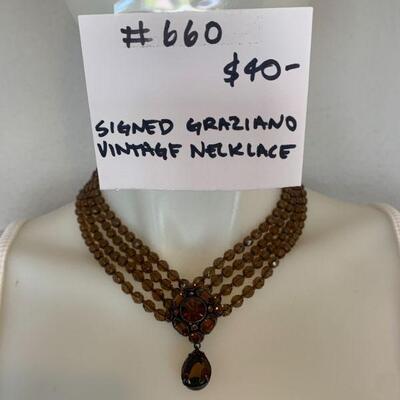 #660
$40-
SIGNED GRAZIANO
VINTAGE NECKLACE